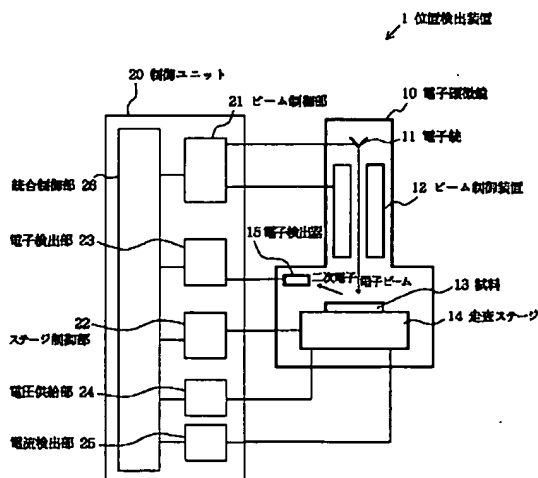 1 位置検出装置
20 制御ユニット
21 ビーム制御部
10 電子顕微鏡
11 電子銃
12 ビーム制御装置
統合制御部 26
電子検出部 23
15 電子検出器
二次電子
電子ビーム
13 試料
22
14 走査ステージ
ステージ制御部
電圧供給部 24
電流検出部 25